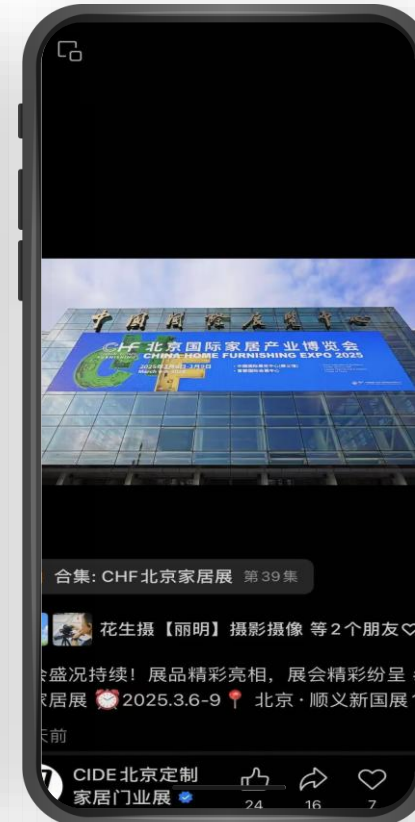 中国国际展览中心
CHF 北京国际家居产业博览会
CHINA HOME FURNISHING EXPO 2025
合集: CHF北京家居展 第39集
花生摄【丽明】摄影摄像 等2个朋友♡
盛况持续！展品精彩亮相，展会精彩纷呈
家居展 ⏰2025.3.6-9 📍 北京·顺义新国展
天前
CIDE北京定制
家居门业展
24 16 7